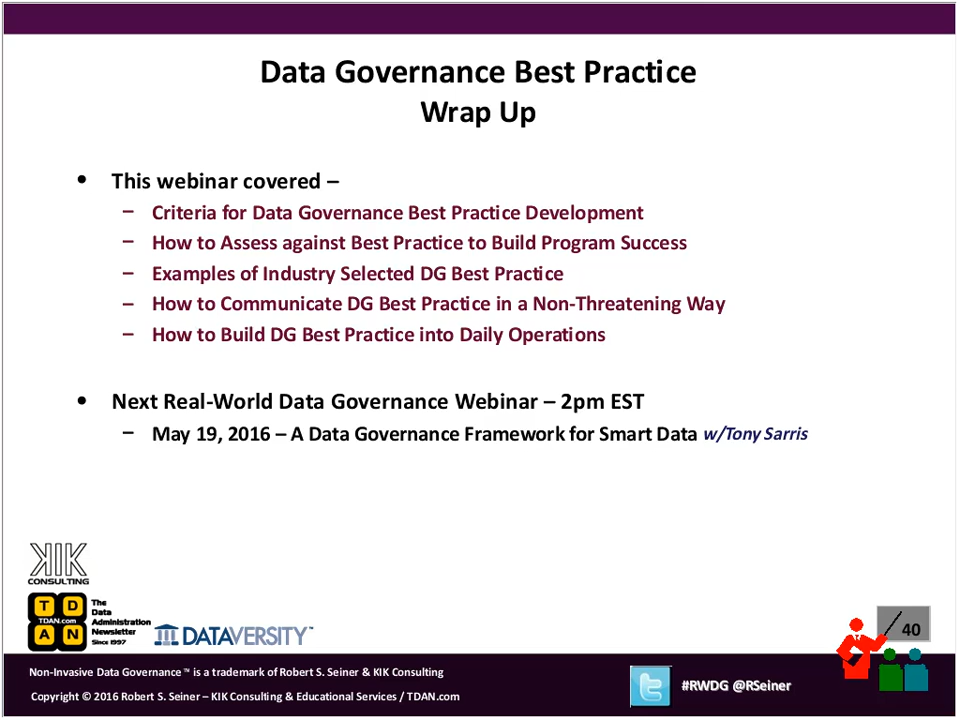 Data Governance Best Practice
Wrap Up
• This webinar covered –
– Criteria for Data Governance Best Practice Development
– How to Assess against Best Practice to Build Program Success
– Examples of Industry Selected DG Best Practice
– How to Communicate DG Best Practice in a Non-Threatening Way
– How to Build DG Best Practice into Daily Operations
• Next Real-World Data Governance Webinar – 2pm EST
– May 19, 2016 – A Data Governance Framework for Smart Data w/Tony Sarris
KIK
CONSULTING
T D
TDAN.com
A N
The
Data
Administration
Newsletter
Since 1997
DATAVERSITY™
40
Non-Invasive Data Governance™ is a trademark of Robert S. Seiner & KIK Consulting
Copyright © 2016 Robert S. Seiner – KIK Consulting & Educational Services / TDAN.com
t
#RWDG @RSeiner